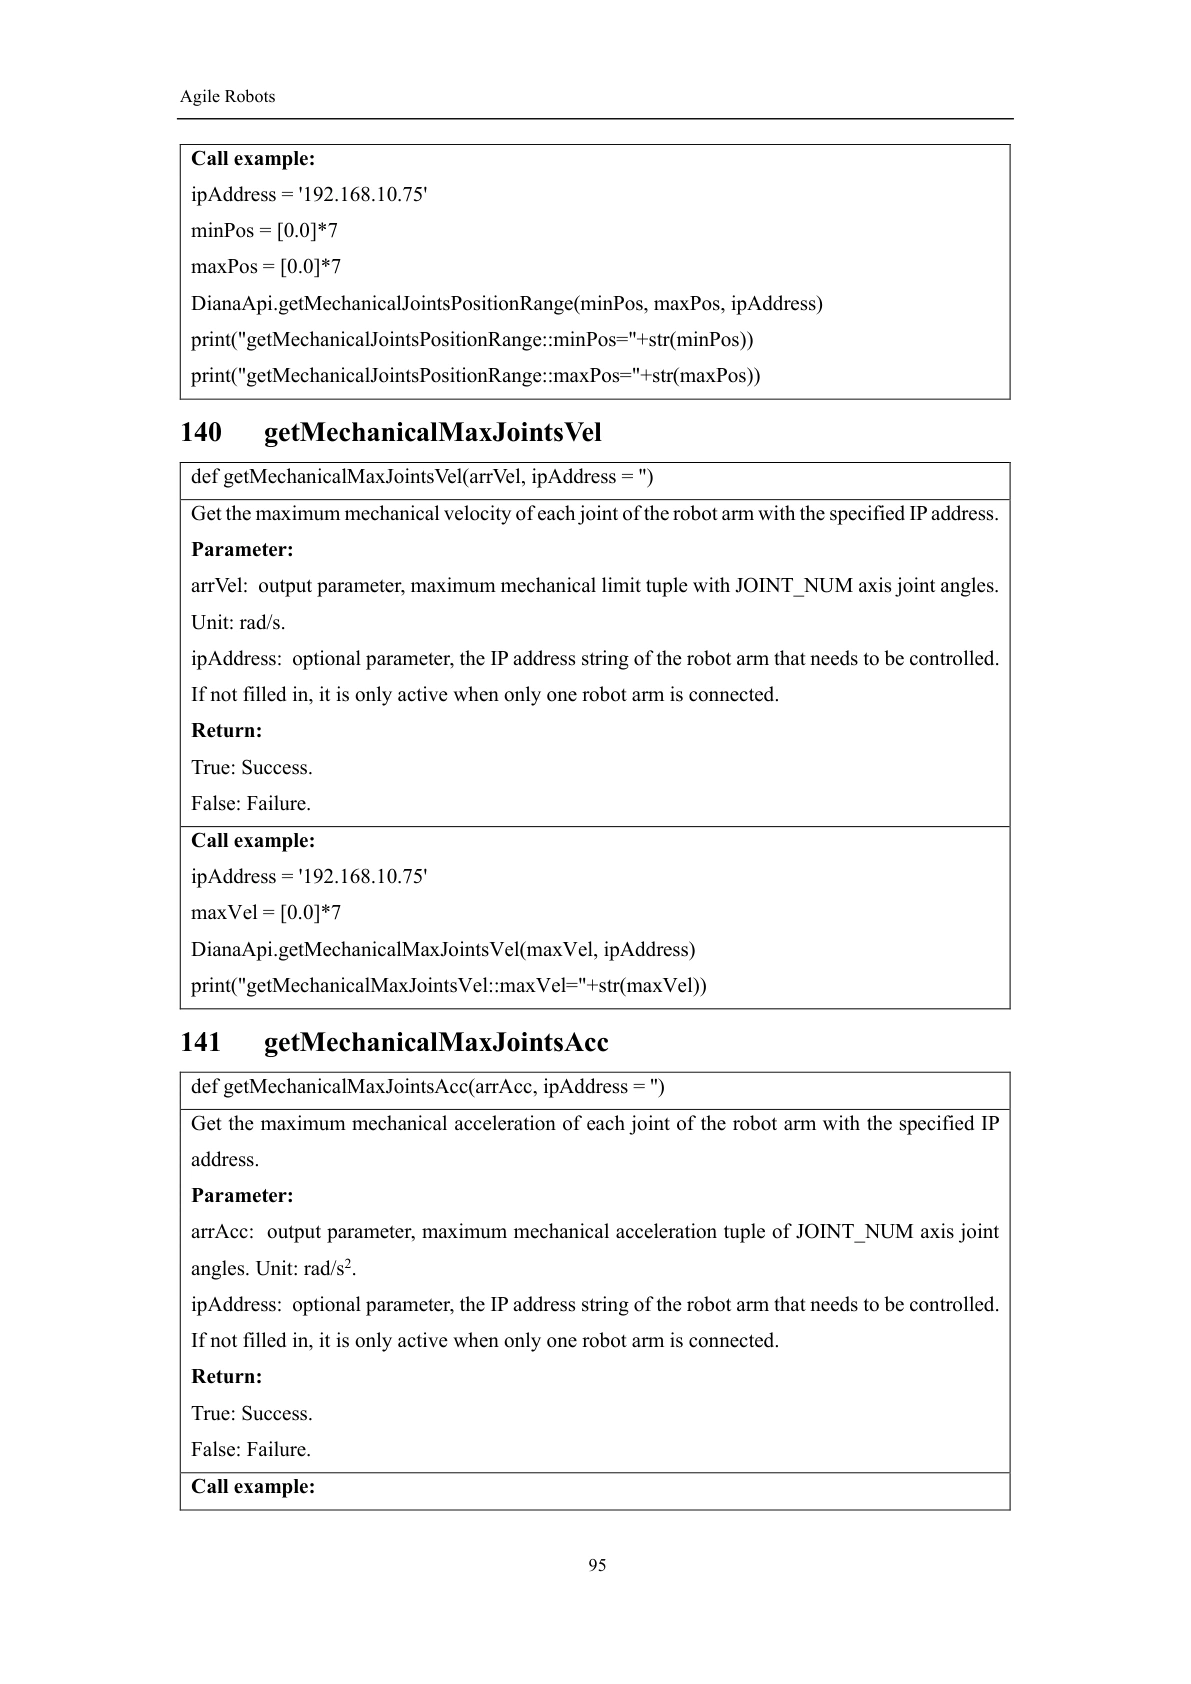 Agile Robots
Call example:
ipAddress = '192.168.10.75'
minPos = [0.0]*7
maxPos = [0.0]*7
DianaApi.getMechanicalJointsPositionRange(minPos, maxPos, ipAddress)
print("getMechanicalJointsPositionRange::minPos="+str(minPos))
print("getMechanicalJointsPositionRange::maxPos="+str(maxPos))
140 getMechanicalMaxJointsVel
def getMechanicalMaxJointsVel(arrVel, ipAddress = '')
Get the maximum mechanical velocity of each joint of the robot arm with the specified IP address.
Parameter:
arrVel: output parameter, maximum mechanical limit tuple with JOINT_NUM axis joint angles.
Unit: rad/s.
ipAddress: optional parameter, the IP address string of the robot arm that needs to be controlled.
If not filled in, it is only active when only one robot arm is connected.
Return:
True: Success.
False: Failure.
Call example:
ipAddress = '192.168.10.75'
maxVel = [0.0]*7
DianaApi.getMechanicalMaxJointsVel(maxVel, ipAddress)
print("getMechanicalMaxJointsVel::maxVel="+str(maxVel))
141 getMechanicalMaxJointsAcc
def getMechanicalMaxJointsAcc(arrAcc, ipAddress = '')
Get the maximum mechanical acceleration of each joint of the robot arm with the specified IP
address.
Parameter:
arrAcc: output parameter, maximum mechanical acceleration tuple of JOINT_NUM axis joint
angles. Unit: rad/s².
ipAddress: optional parameter, the IP address string of the robot arm that needs to be controlled.
If not filled in, it is only active when only one robot arm is connected.
Return:
True: Success.
False: Failure.
Call example:
95